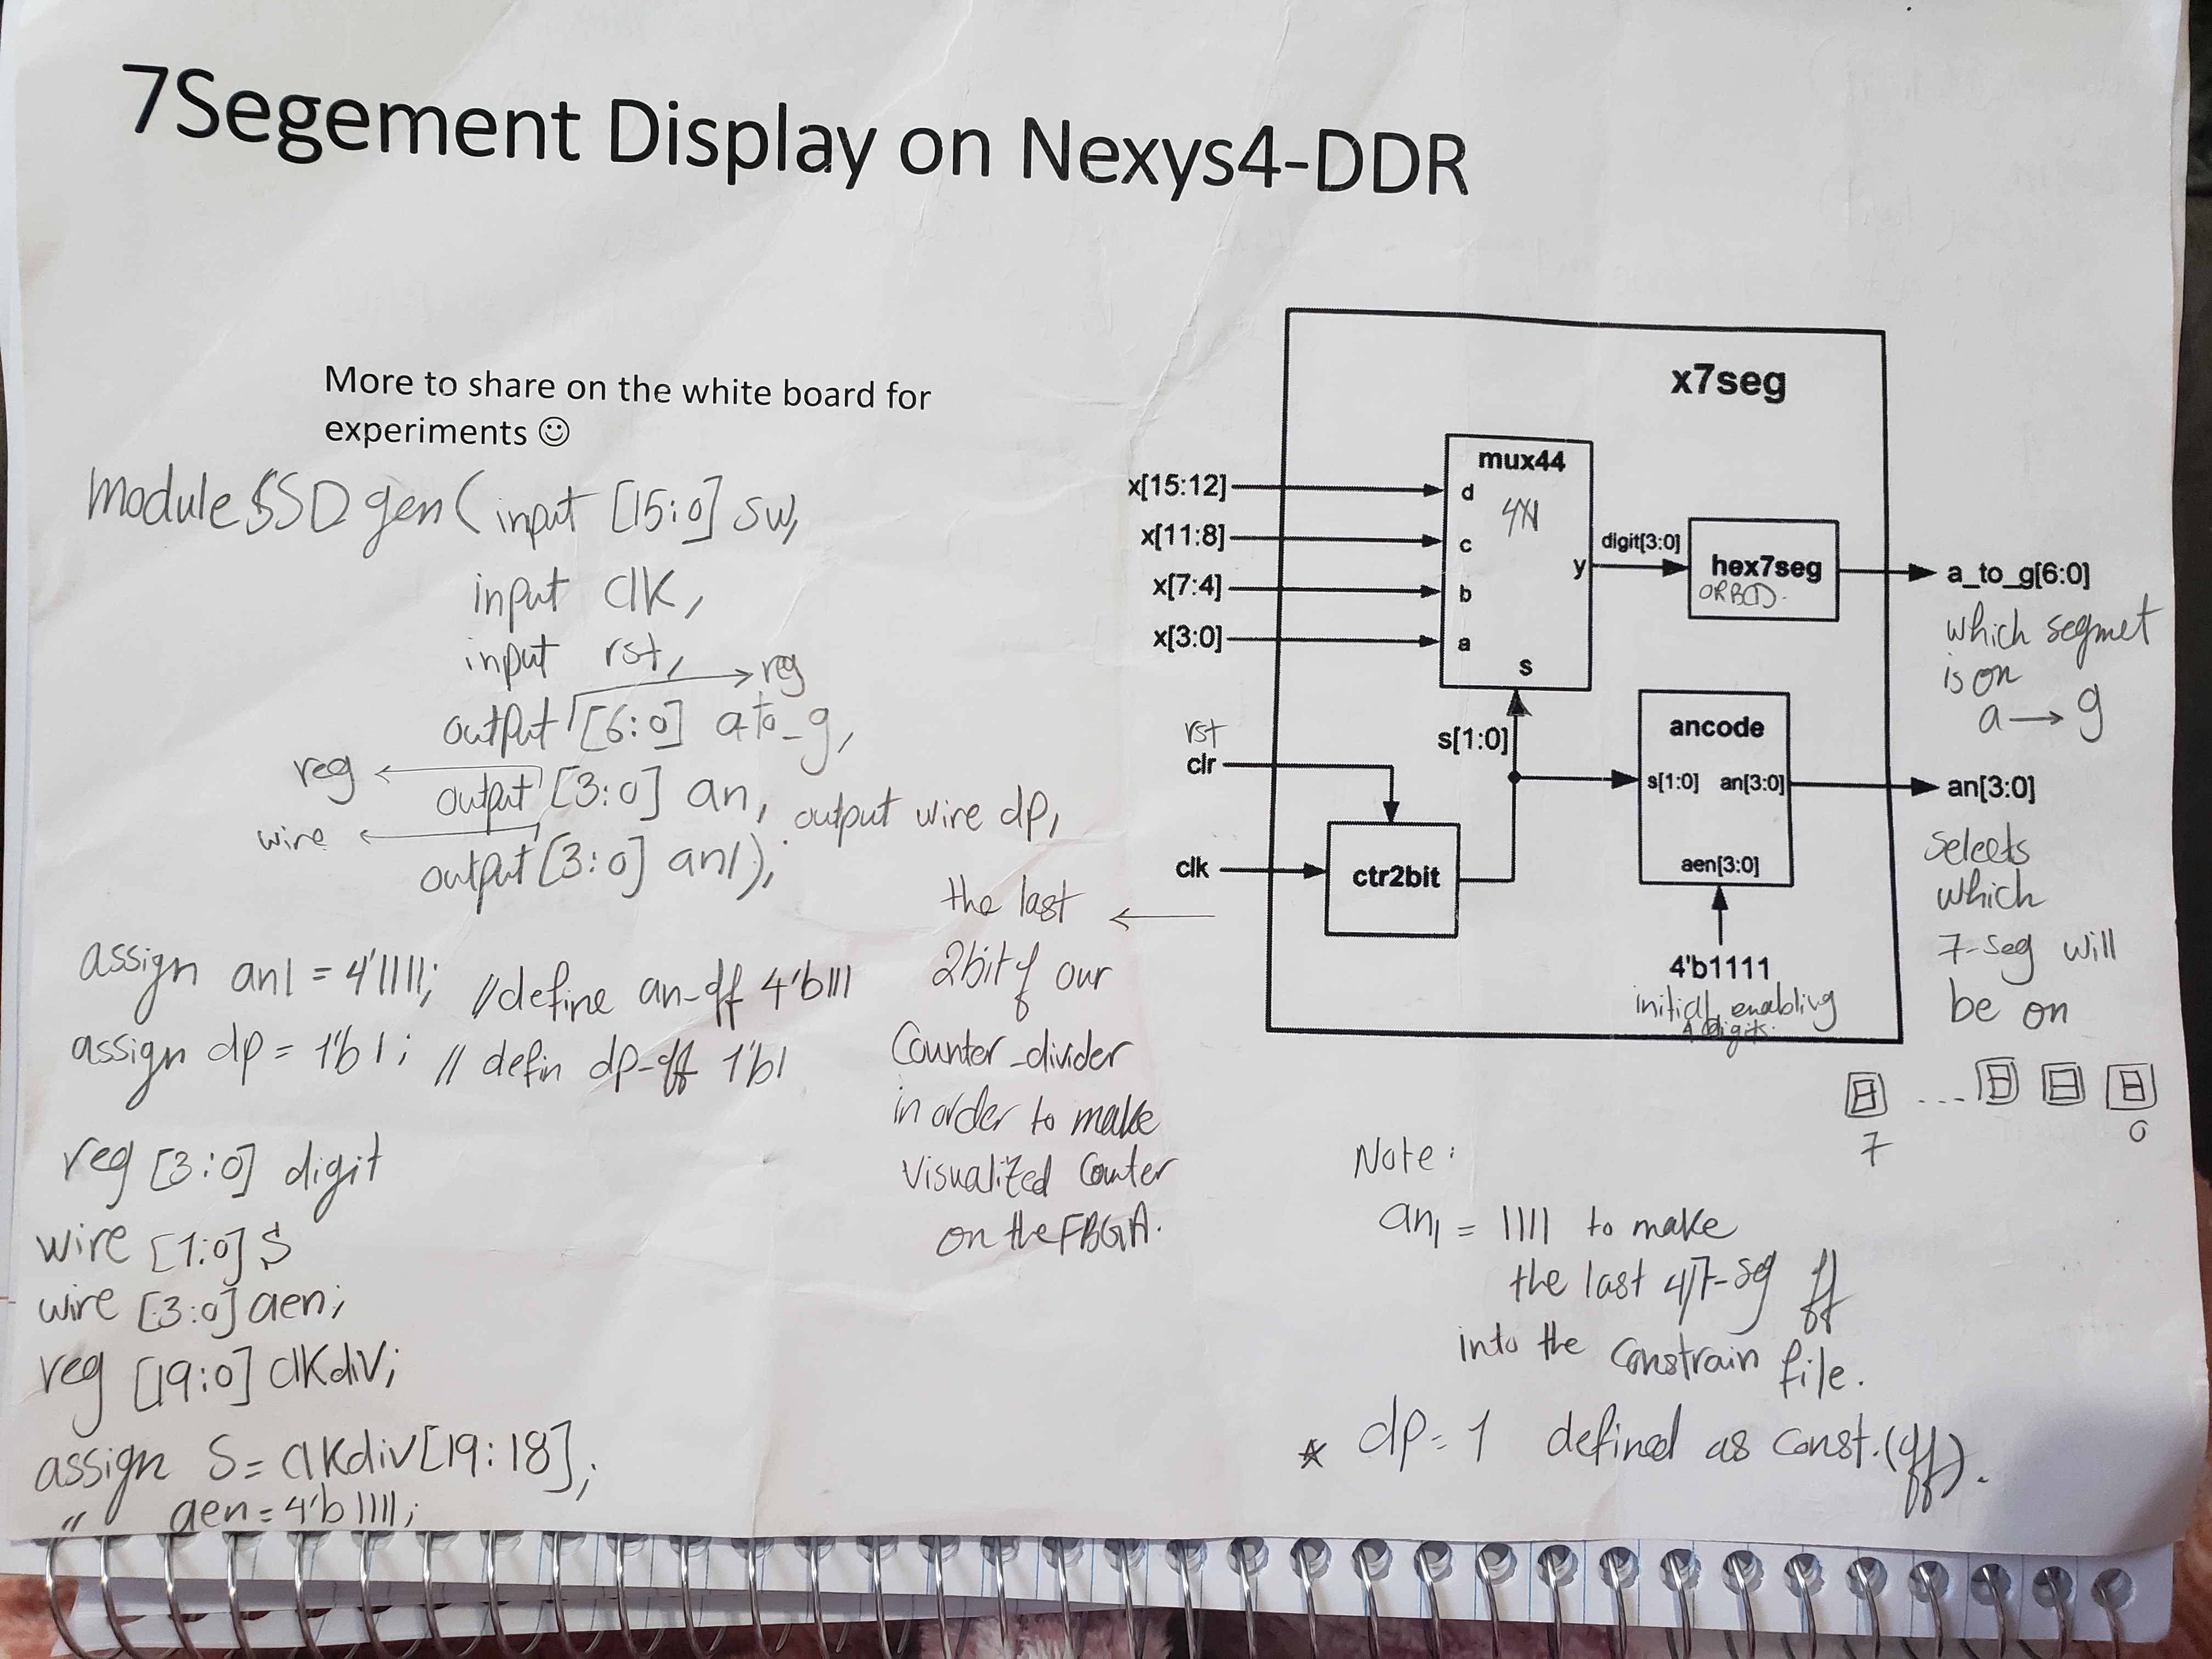 7Segement Display on Nexys4-DDR
More to share on the white board for
experiments ☺
Module SSD gen( input [15:0] sw,
input clk,
input rst,
output [6:0] a_to_g,
reg
output [3:0] an, output wire dp,
reg
output [3:0] an1);
wire
assign an1 = 4'1111; // define an-off 4'b1111
assign dp = 1'b1; // defin dp-off 1'b1
reg [3:0] digit
wire [1:0] s
wire [3:0] aen;
reg [19:0] clkdiv;
assign S = clkdiv[19:18];
" aen = 4'b1111;
the last
2bit of our
Counter-divider
in order to make
visualized Counter
on the FBGA.
x7seg
x[15:12]
x[11:8]
x[7:4]
x[3:0]
rst
clr
clk
mux44
4X1
d
c
b
a
s
y
digit[3:0]
hex7seg
OR BCD.
a_to_g[6:0]
which segmet
is on
a → g
ctr2bit
s[1:0]
ancode
s[1:0] an[3:0]
aen[3:0]
an[3:0]
4'b1111
initial enabling
4 digits.
selects
which
7-seg will
be on
7 ... 0
Note:
an1 = 1111 to make
the last 4/7-seg off
into the constrain file.
* dp = 1 defined as const. (off).